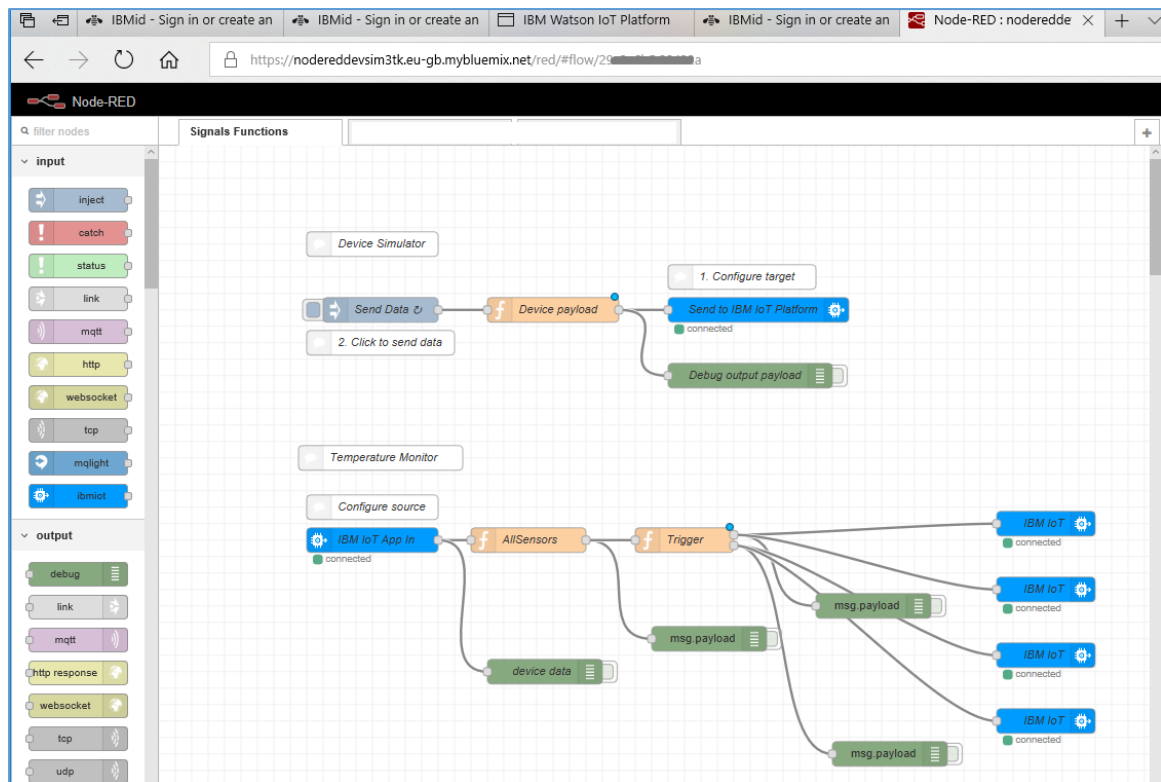 IBMid - Sign in or create an
IBMid - Sign in or create an
IBM Watson IoT Platform
IBMid - Sign in or create an
Node-RED : noderedde
https://nodereddevsim3tk.eu-gb.mybluemix.net/red/#flow/29
Node-RED
filter nodes
Signals Functions
input
inject
catch
status
link
mqtt
http
websocket
tcp
mqlight
ibmiot
output
debug
link
mqtt
http response
websocket
tcp
udp
Device Simulator
1. Configure target
Send Data ↻
Device payload
Send to IBM IoT Platform
connected
2. Click to send data
Debug output payload
Temperature Monitor
Configure source
IBM IoT App In
connected
AllSensors
Trigger
IBM IoT
connected
IBM IoT
connected
msg.payload
msg.payload
IBM IoT
connected
device data
IBM IoT
connected
msg.payload